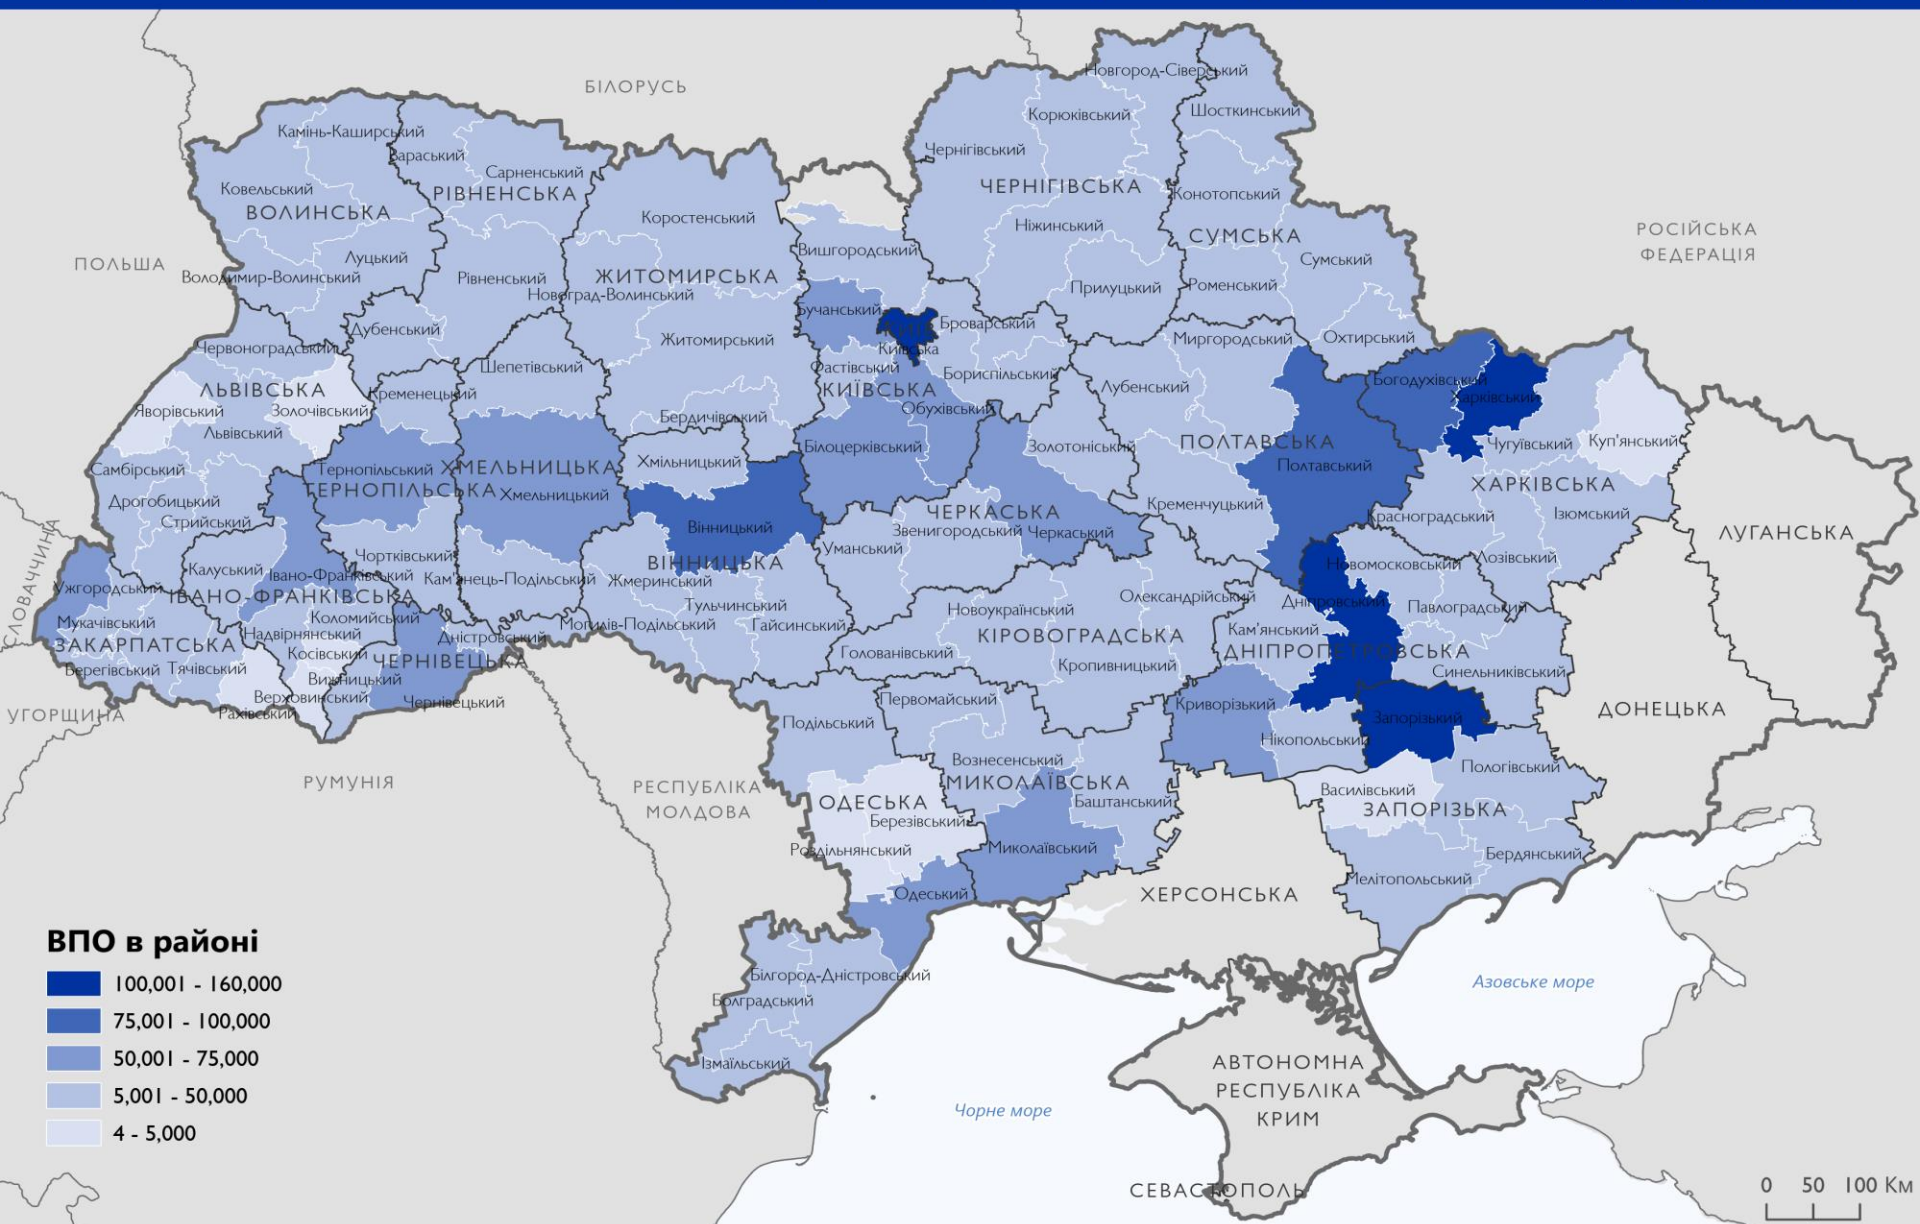 БІЛОРУСЬ
Новгород-Сіверський
Шосткинський
Корюківський
Камінь-Каширський
Вараський
Чернігівський
Сарненський
ЧЕРНІГІВСЬКА
Ковельський
РІВНЕНСЬКА
Конотопський
ВОЛИНСЬКА
Коростенський
Ніжинський
СУМСЬКА
РОСІЙСЬКА
ФЕДЕРАЦІЯ
Вишгородський
Луцький
Сумський
ПОЛЬША
Володимир-Волинський
Рівненський
ЖИТОМИРСЬКА
Новоград-Волинський
Прилуцький
Роменський
Бучанський
Дубенський
КИЇВ
Броварський
Житомирський
Миргородський
Охтирський
Червоноградський
Київська
Шепетівський
Фастівський
Бориспільський
Богодухівський
ЛЬВІВСЬКА
Кременецький
КИЇВСЬКА
Лубенський
Харківський
Яворівський
Золочівський
Бердичівський
Обухівський
Львівський
Білоцерківський
Золотоніський
ПОЛТАВСЬКА
Чугуївський
Куп'янський
Хмільницький
Самбірський
Тернопільський
ХМЕЛЬНИЦЬКА
Полтавський
ТЕРНОПІЛЬСЬКА
Хмельницький
ХАРКІВСЬКА
Дрогобицький
Стрийський
Кременчуцький
ЧЕРКАСЬКА
Красноградський
Ізюмський
Вінницький
Звенигородський
Черкаський
ЛУГАНСЬКА
СЛОВАЧЧИНА
Уманський
Чортківський
ВІННИЦЬКА
Новомосковський
Лозівський
Калуський
Івано-Франківський
Кам'янець-Подільський
Жмеринський
Ужгородський
ІВАНО-ФРАНКІВСЬКА
Олександрійський
Дніпровський
Павлоградський
Тульчинський
Новоукраїнський
Мукачівський
Коломийський
Могилів-Подільський
Гайсинський
Надвірнянський
Дністровський
КІРОВОГРАДСЬКА
Кам'янський
ЗАКАРПАТСЬКА
Косівський
ЧЕРНІВЕЦЬКА
Голованівський
ДНІПРОПЕТРОВСЬКА
Берегівський
Тячівський
Вижницький
Кропивницький
Синельниківський
Верховинський
Чернівецький
Первомайський
Криворізький
УГОРЩИНА
Рахівський
Подільський
Запорізький
ДОНЕЦЬКА
Нікопольський
Вознесенський
Пологівський
РУМУНІЯ
РЕСПУБЛІКА
МОЛДОВА
МИКОЛАЇВСЬКА
Василівський
ОДЕСЬКА
Баштанський
ЗАПОРІЗЬКА
Березівський
Роздільнянський
Миколаївський
Бердянський
Мелітопольський
Одеський
ХЕРСОНСЬКА
ВПО в районі
100,001 - 160,000
75,001 - 100,000
50,001 - 75,000
5,001 - 50,000
4 - 5,000
Білгород-Дністровський
Болградський
Ізмаїльський
Азовське море
Чорне море
АВТОНОМНА
РЕСПУБЛІКА
КРИМ
СЕВАСТОПОЛЬ
0 50 100 Км